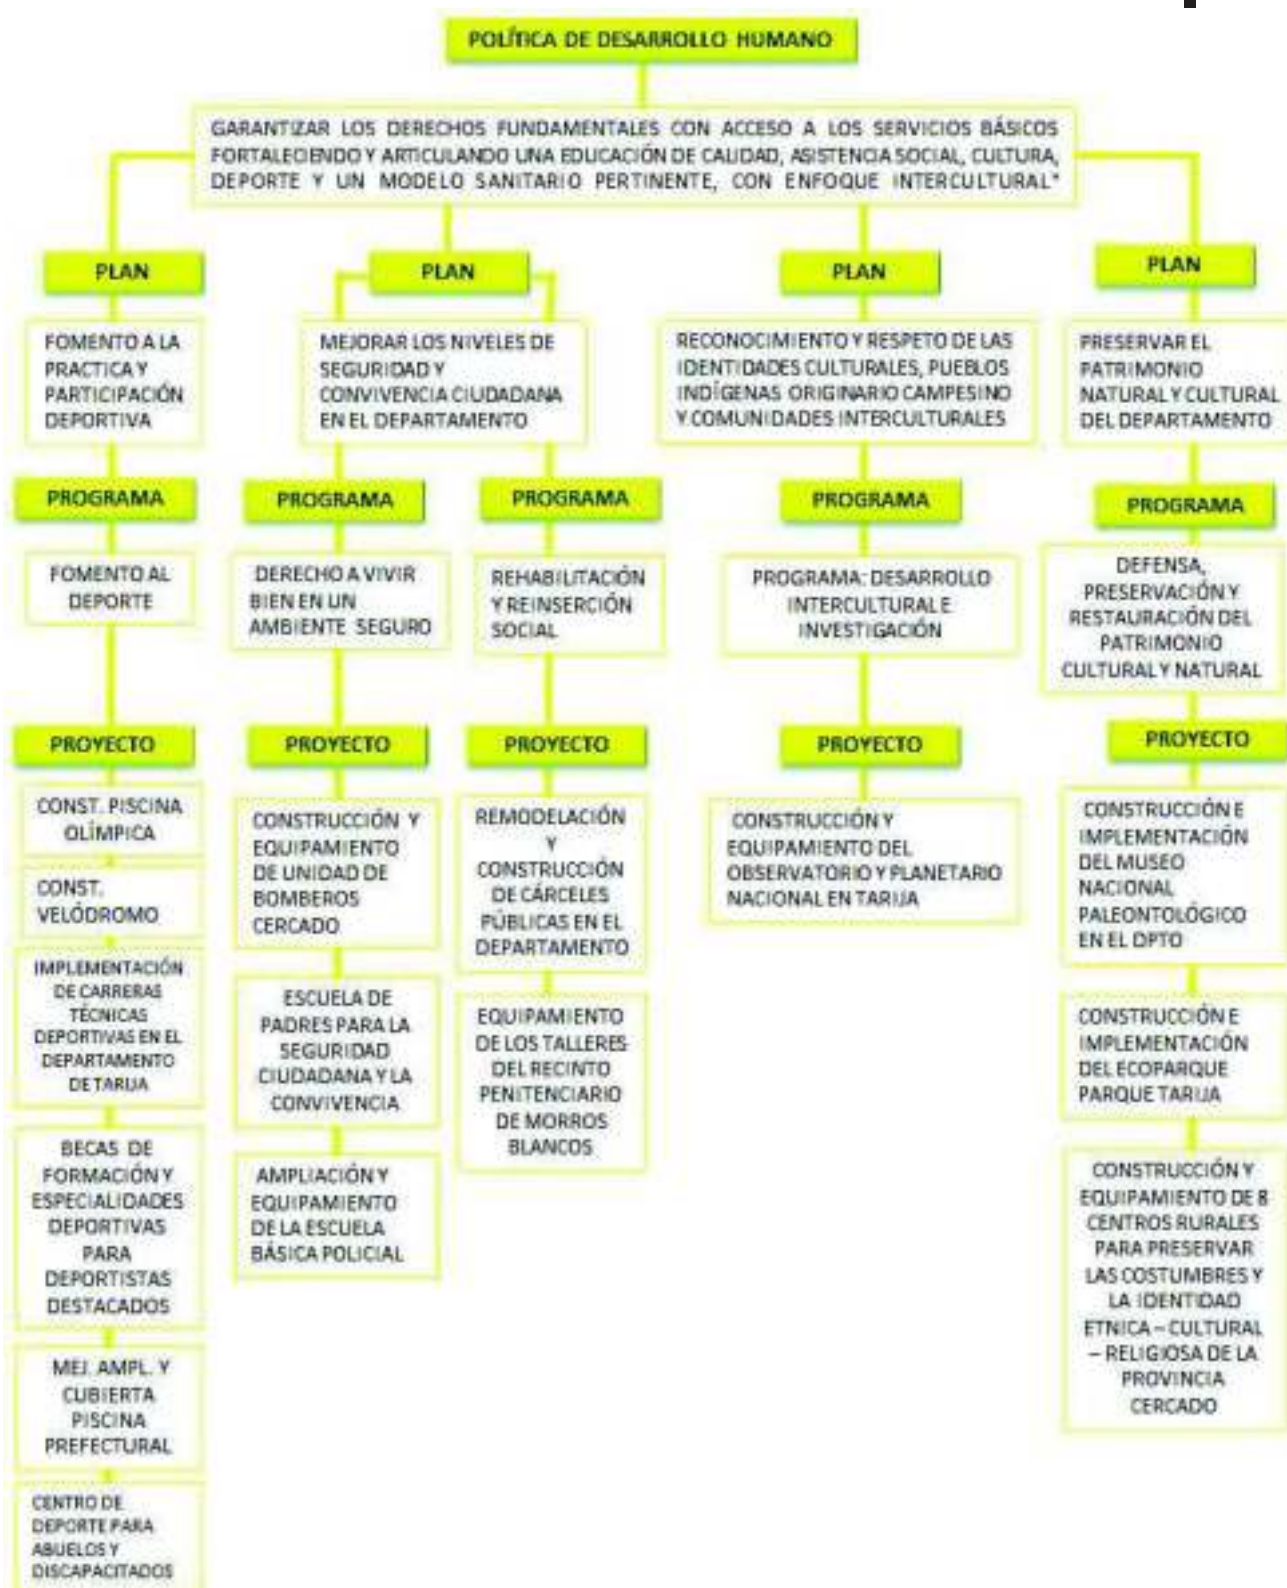 POLÍTICA DE DESARROLLO HUMANO
GARANTIZAR LOS DERECHOS FUNDAMENTALES CON ACCESO A LOS SERVICIOS BÁSICOS
FORTALECIENDO Y ARTICULANDO UNA EDUCACIÓN DE CALIDAD, ASISTENCIA SOCIAL, CULTURA,
DEPORTE Y UN MODELO SANITARIO PERTINENTE, CON ENFOQUE INTERCULTURAL"
PLAN
FOMENTO A LA
PRACTICA Y
PARTICIPACIÓN
DEPORTIVA
PROGRAMA
FOMENTO AL
DEPORTE
PROYECTO
CONST. PISCINA
OLÍMPICA
CONST.
VELÓDROMO
IMPLEMENTACIÓN
DE CARRERAS
TÉCNICAS
DEPORTIVAS EN EL
DEPARTAMENTO
DE TARIJA
BECAS DE
FORMACIÓN Y
ESPECIALIDADES
DEPORTIVAS
PARA
DEPORTISTAS
DESTACADOS
MEJ. AMPL. Y
CUBIERTA
PISCINA
PREFECTURAL
CENTRO DE
DEPORTE PARA
ABUELOS Y
DISCAPACITADOS
PLAN
MEJORAR LOS NIVELES DE
SEGURIDAD Y
CONVIVENCIA CIUDADANA
EN EL DEPARTAMENTO
PROGRAMA
DERECHO A VIVIR
BIEN EN UN
AMBIENTE SEGURO
PROYECTO
CONSTRUCCIÓN Y
EQUIPAMIENTO
DE UNIDAD DE
BOMBEROS
CERCADO
ESCUELA DE
PADRES PARA LA
SEGURIDAD
CIUDADANA Y LA
CONVIVENCIA
AMPLIACIÓN Y
EQUIPAMIENTO
DE LA ESCUELA
BÁSICA POLICIAL
PROGRAMA
REHABILITACIÓN
Y REINSERCIÓN
SOCIAL
PROYECTO
REMODELACIÓN
Y
CONSTRUCCIÓN
DE CÁRCELES
PÚBLICAS EN EL
DEPARTAMENTO
EQUIPAMIENTO
DE LOS TALLERES
DEL RECINTO
PENITENCIARIO
DE MORROS
BLANCOS
PLAN
RECONOCIMIENTO Y RESPETO DE LAS
IDENTIDADES CULTURALES, PUEBLOS
INDÍGENAS ORIGINARIO CAMPESINO
Y COMUNIDADES INTERCULTURALES
PROGRAMA
PROGRAMA: DESARROLLO
INTERCULTURAL E
INVESTIGACIÓN
PROYECTO
CONSTRUCCIÓN Y
EQUIPAMIENTO DEL
OBSERVATORIO Y PLANETARIO
NACIONAL EN TARIJA
PLAN
PRESERVAR EL
PATRIMONIO
NATURAL Y CULTURAL
DEL DEPARTAMENTO
PROGRAMA
DEFENSA,
PRESERVACIÓN Y
RESTAURACIÓN DEL
PATRIMONIO
CULTURAL Y NATURAL
PROYECTO
CONSTRUCCIÓN E
IMPLEMENTACIÓN
DEL MUSEO
NACIONAL
PALEONTOLÓGICO
EN EL DPTO
CONSTRUCCIÓN E
IMPLEMENTACIÓN
DEL ECOPARQUE
PARQUE TARIJA
CONSTRUCCIÓN Y
EQUIPAMIENTO DE 8
CENTROS RURALES
PARA PRESERVAR
LAS COSTUMBRES Y
LA IDENTIDAD
ETNICA – CULTURAL
– RELIGIOSA DE LA
PROVINCIA
CERCADO